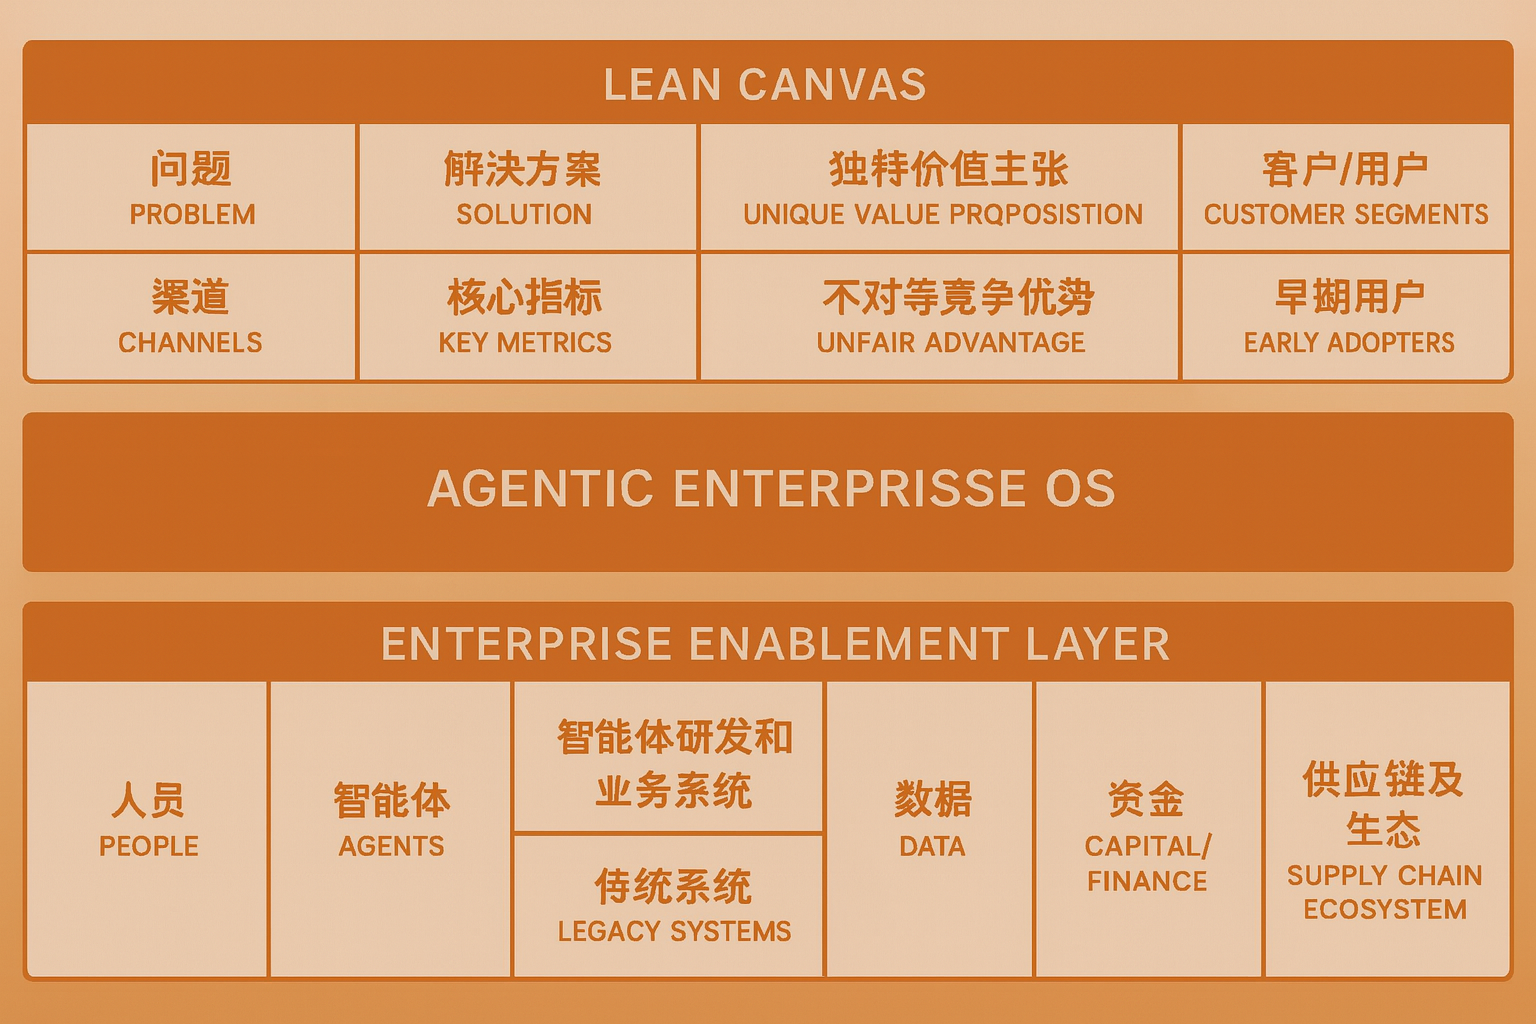 LEAN CANVAS
问题
PROBLEM
解決方案
SOLUTION
独特价值主张
UNIQUE VALUE PRQPOSISTION
客户/用户
CUSTOMER SEGMENTS
渠道
CHANNELS
核心指标
KEY METRICS
不对等竞争优势
UNFAIR ADVANTAGE
早期用户
EARLY ADOPTERS
AGENTIC ENTERPRISSE OS
ENTERPRISE ENABLEMENT LAYER
人员
PEOPLE
智能体
AGENTS
智能体研发和
业务系统
传统系统
LEGACY SYSTEMS
数据
DATA
资金
CAPITAL/
FINANCE
供应链及
生态
SUPPLY CHAIN
ECOSYSTEM